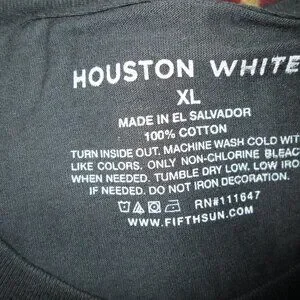 HOUSTON WHITE
XL
MADE IN EL SALVADOR
100% COTTON
TURN INSIDE OUT. MACHINE WASH COLD WIT
LIKE COLORS. ONLY NON-CHLORINE BLEAC
WHEN NEEDED. TUMBLE DRY LOW. LOW IRO
IF NEEDED. DO NOT IRON DECORATION.
RN#111647
WWW.FIFTHSUN.COM